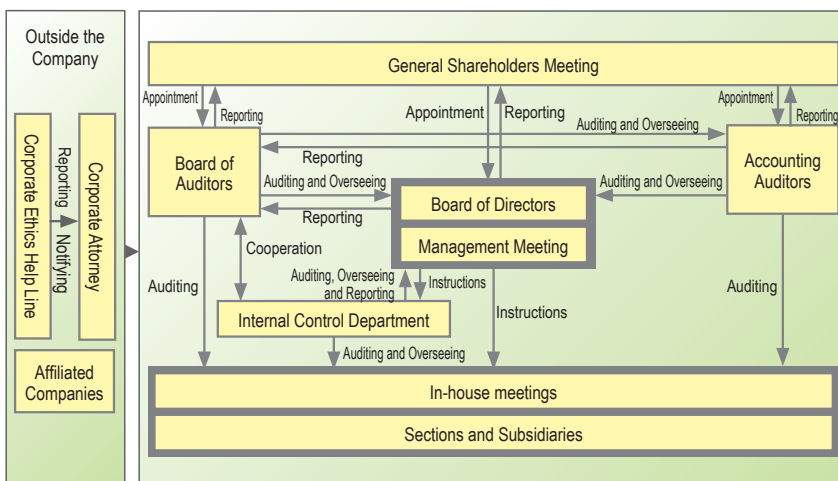 Outside the
Company
Corporate Ethics Help Line
Reporting
Notifying
Corporate Attorney
Affiliated
Companies
General Shareholders Meeting
Appointment
Reporting
Appointment
Reporting
Appointment
Reporting
Board of
Auditors
Auditing and Overseeing
Reporting
Accounting
Auditors
Auditing and Overseeing
Reporting
Board of Directors
Management Meeting
Auditing and Overseeing
Cooperation
Auditing
Auditing, Overseeing
and Reporting
Instructions
Instructions
Auditing
Internal Control Department
Auditing and Overseeing
In-house meetings
Sections and Subsidiaries